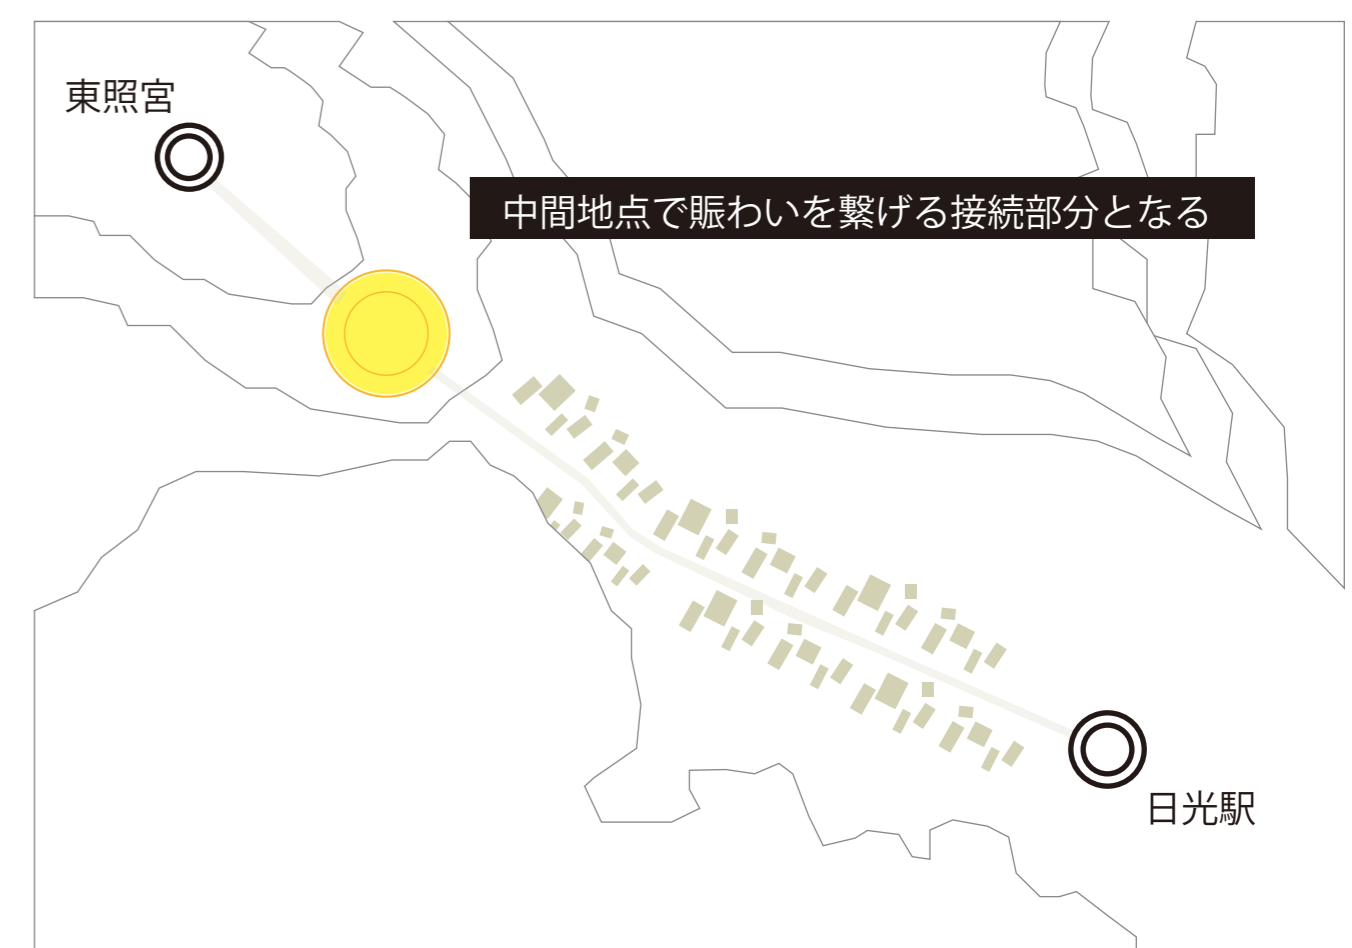 東照宮
中間地点で賑わいを繋げる接続部分となる
日光駅